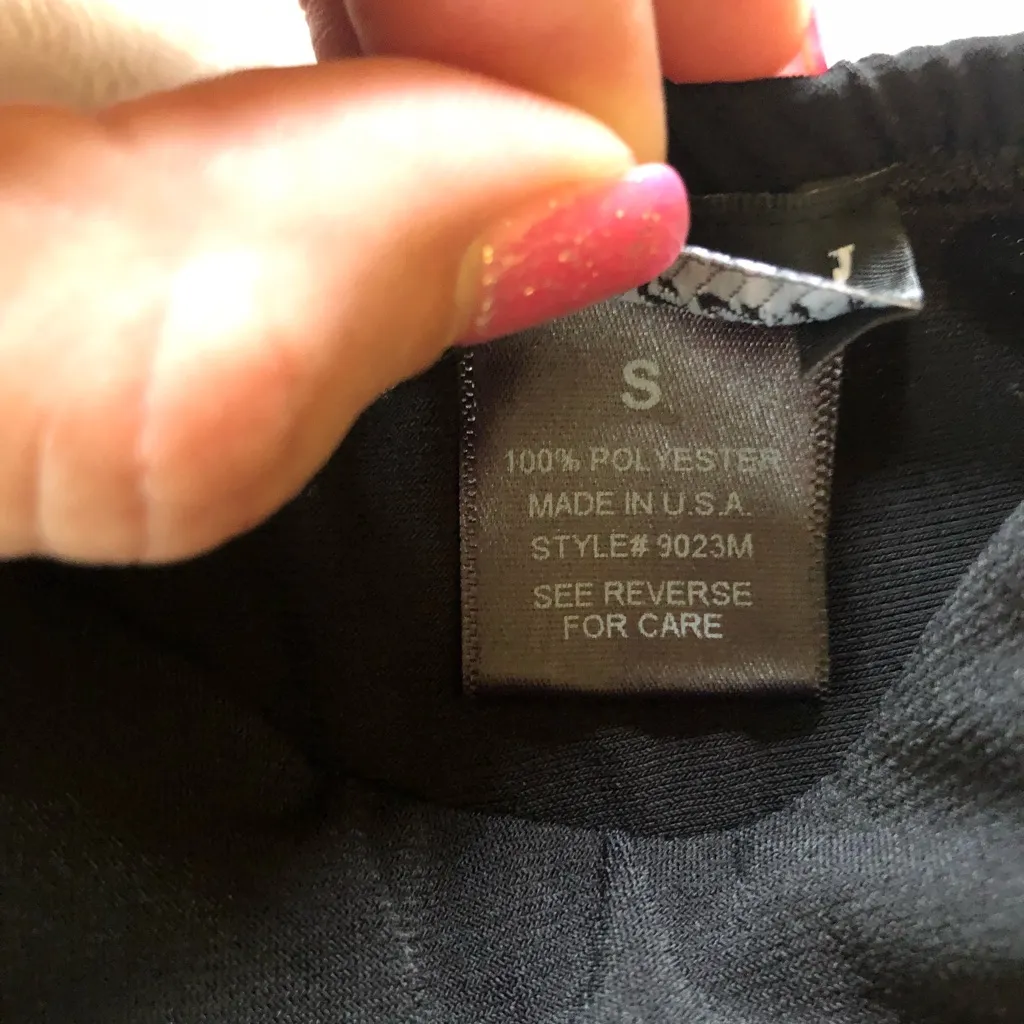 J
S
100% POLYESTER
MADE IN U.S.A.
STYLE# 9023M
SEE REVERSE
FOR CARE